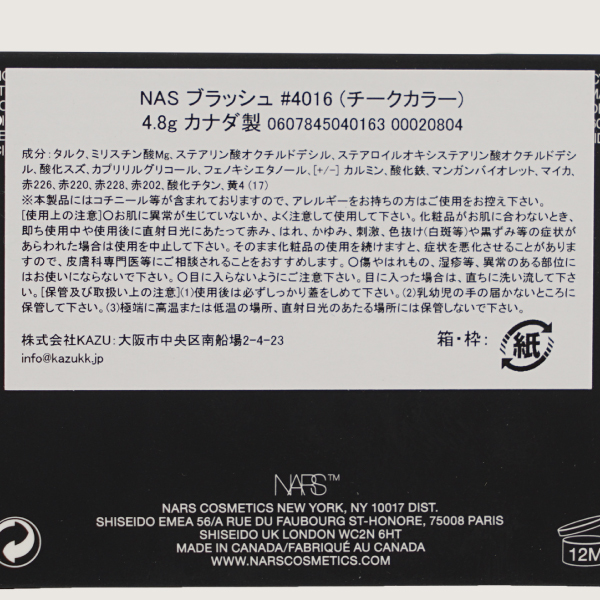 NAS ブラッシュ #4016 (チークカラー)
4.8g カナダ製 0607845040163 00020804
成分：タルク、ミリスチン酸Mg、ステアリン酸オクチルドデシル、ステアロイルオキシステアリン酸オクチルドデシ
ル、酸化スズ、カプリリルグリコール、フェノキシエタノール、[+/-] カルミン、酸化鉄、マンガンバイオレット、マイカ、
赤226、赤220、赤228、赤202、酸化チタン、黄4 (17)
※本製品にはコチニール等が含まれておりますので、アレルギーをお持ちの方はご使用をお控え下さい。
[使用上の注意]〇お肌に異常が生じていないか、よく注意して使用して下さい。化粧品がお肌に合わないとき、
即ち使用中や使用後に直射日光にあたって赤み、はれ、かゆみ、刺激、色抜け(白斑等)や黒ずみ等の症状が
あらわれた場合は使用を中止して下さい。そのまま化粧品の使用を続けますと、症状を悪化させることがありま
すので、皮膚科専門医等にご相談されることをおすすめします。〇傷やはれもの、湿疹等、異常のある部位に
はお使いにならないで下さい。〇目に入らないようにご注意下さい。目に入った場合は、直ちに洗い流して下さ
い。[保管及び取扱い上の注意](1)使用後は必ずしっかり蓋をしめて下さい。(2)乳幼児の手の届かないところに
保管して下さい。(3)極端に高温または低温の場所、直射日光のあたる場所には保管しないで下さい。
株式会社KAZU：大阪市中央区南船場2-4-23
info@kazukk.jp
箱・枠：
紙
NARS™
NARS COSMETICS NEW YORK, NY 10017 DIST.
SHISEIDO EMEA 56/A RUE DU FAUBOURG ST-HONORE, 75008 PARIS
SHISEIDO UK LONDON WC2N 6HT
MADE IN CANADA/FABRIQUÉ AU CANADA
WWW.NARSCOSMETICS.COM
12M